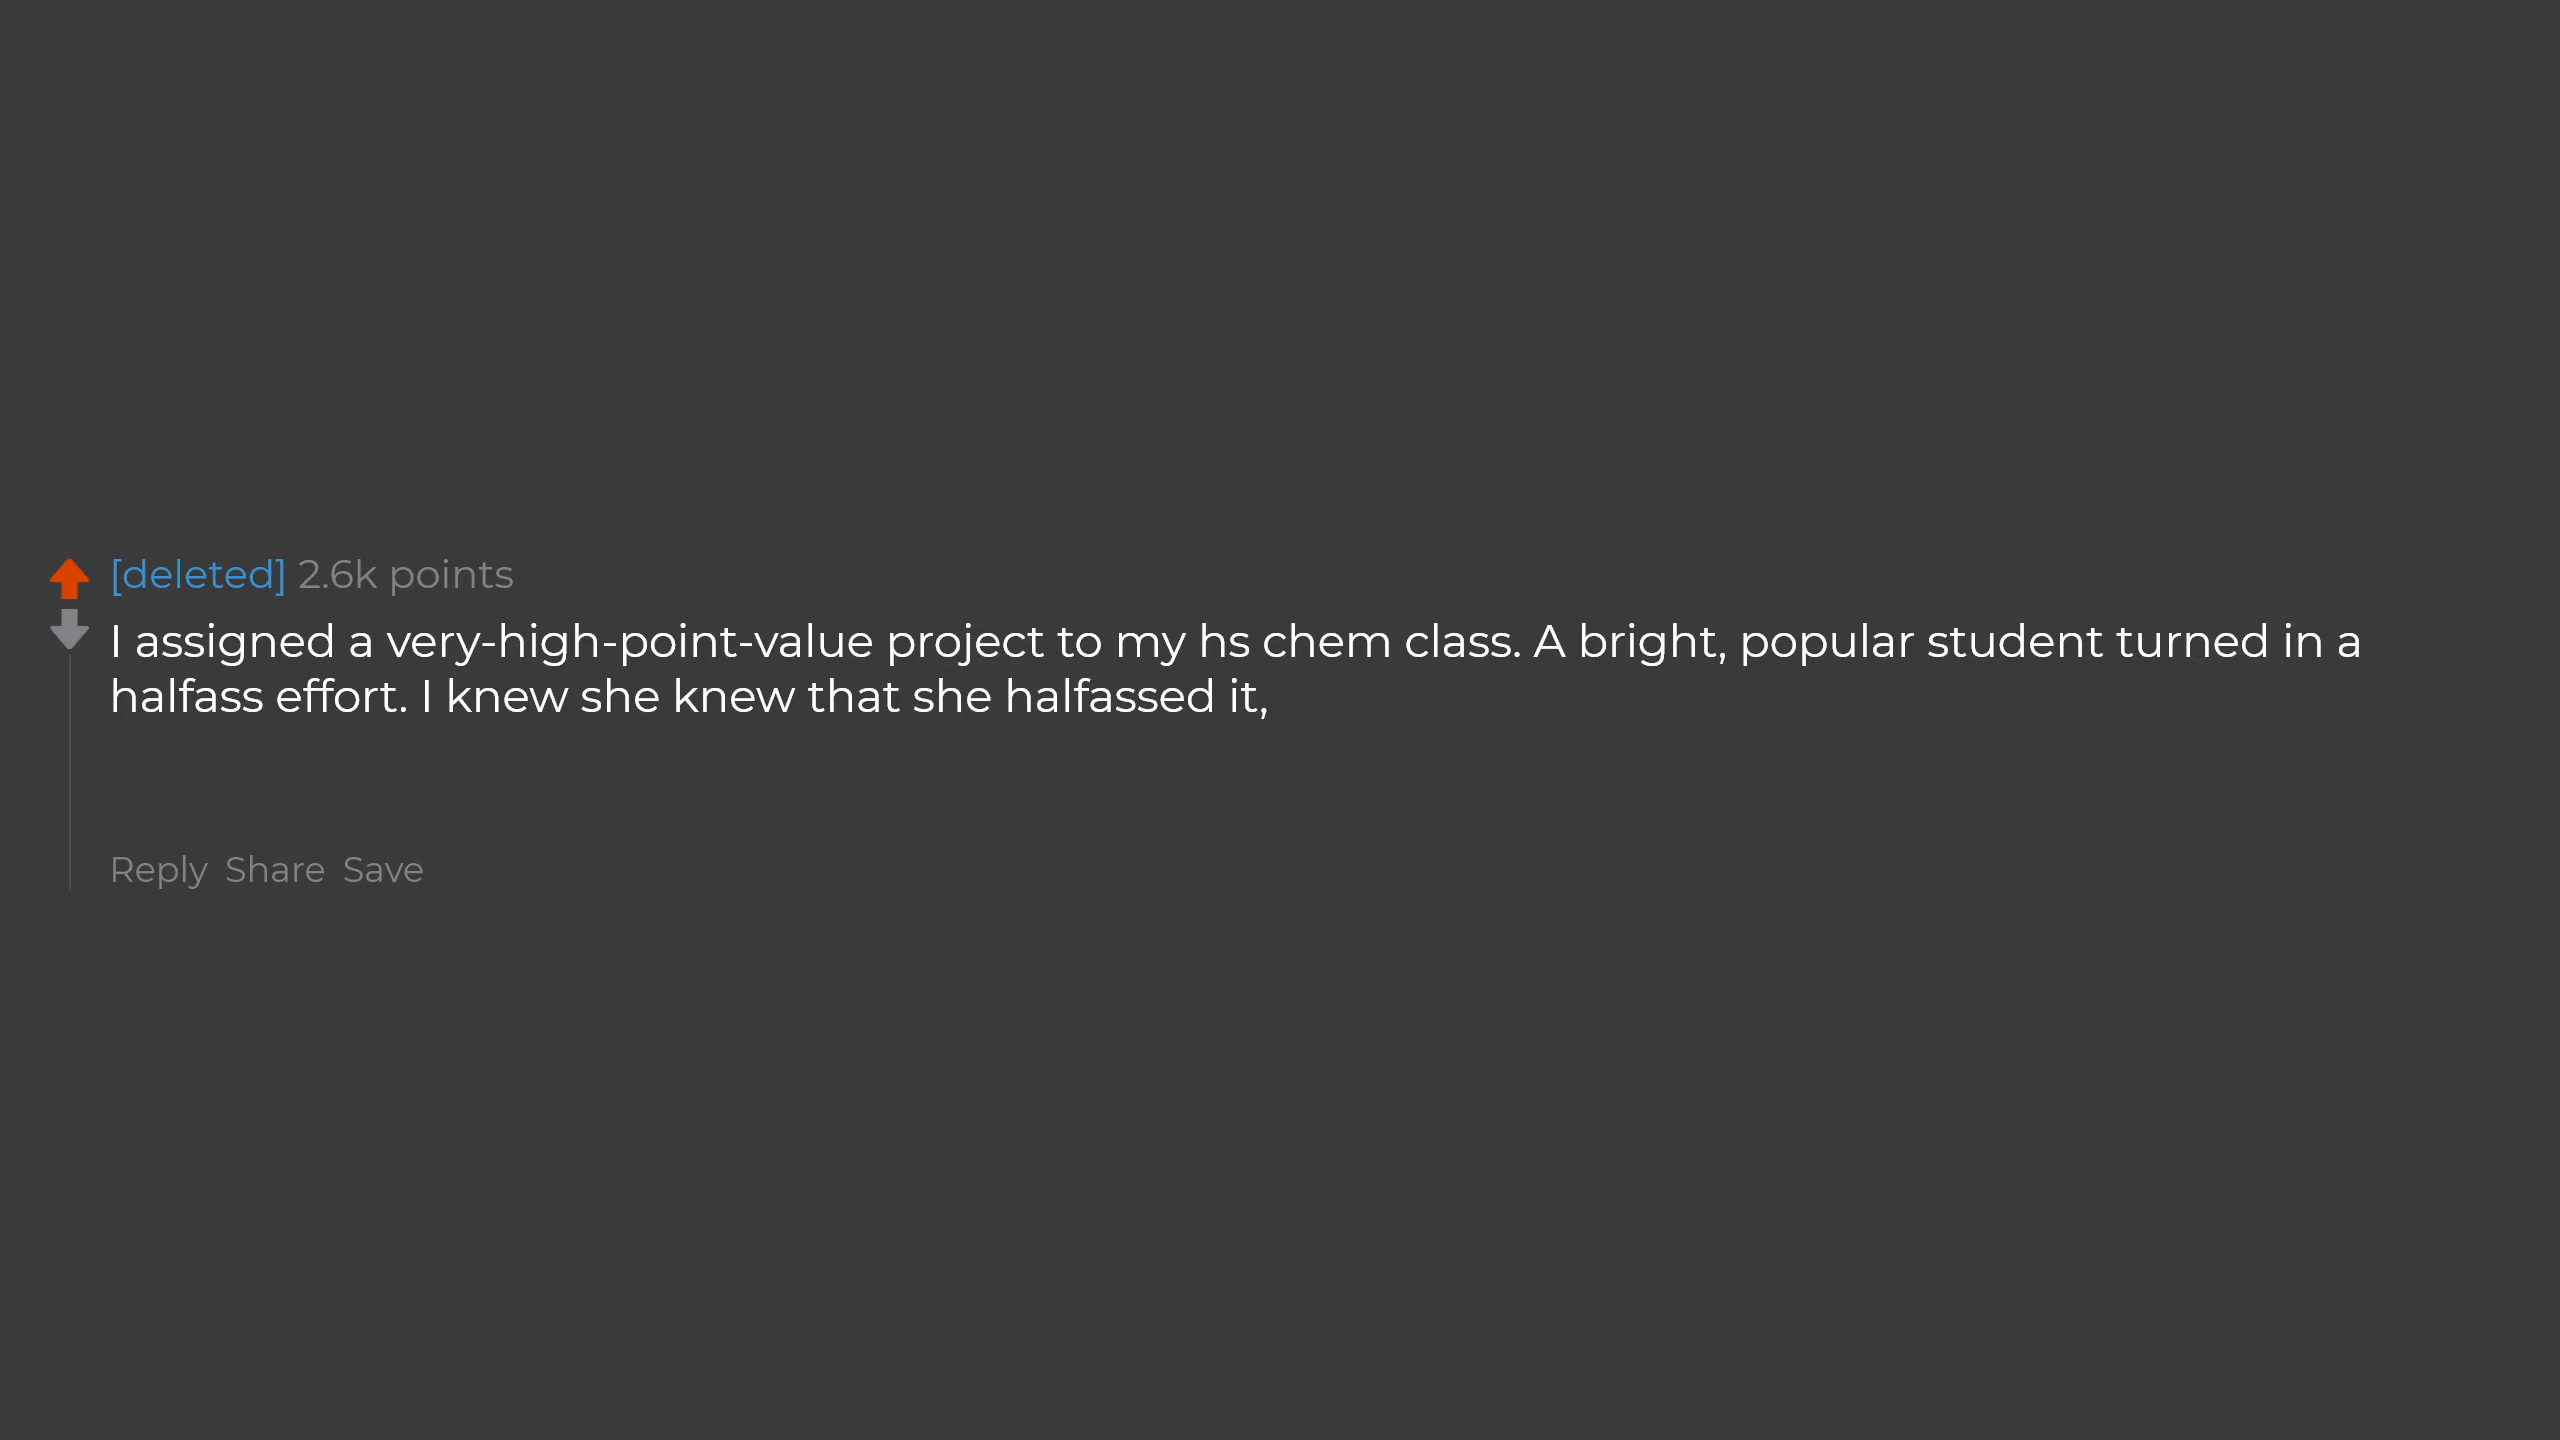 [deleted] 2.6k points
I assigned a very-high-point-value project to my hs chem class. A bright, popular student turned in a
halfass effort. I knew she knew that she halfassed it,
Reply Share Save